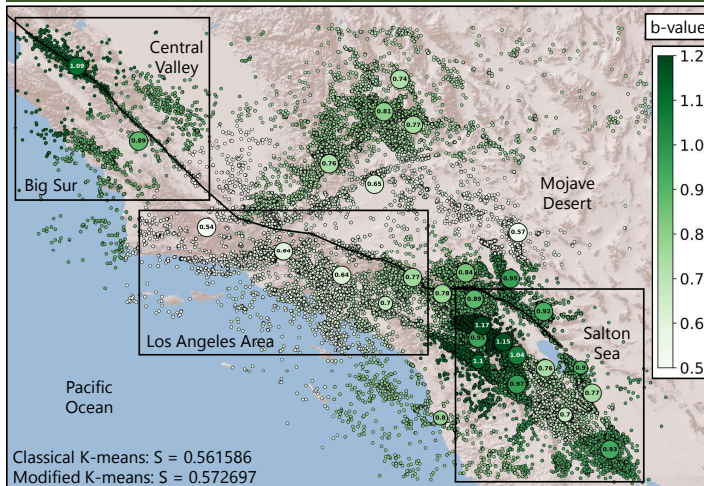 b-value
1.2
1.1
1.0
0.9
0.8
0.7
0.6
0.5
Central
Valley
1.09
0.74
0.81
0.77
0.89
0.76
0.65
Big Sur
Mojave
Desert
0.54
0.57
0.64
0.77
0.84
0.95
0.78
0.89
0.7
0.92
Los Angeles Area
1.17
1.15
1.04
1.1
Salton
Sea
0.76
0.9
0.97
0.77
Pacific
Ocean
0.8
0.7
0.93
Classical K-means: S = 0.561586
Modified K-means: S = 0.572697